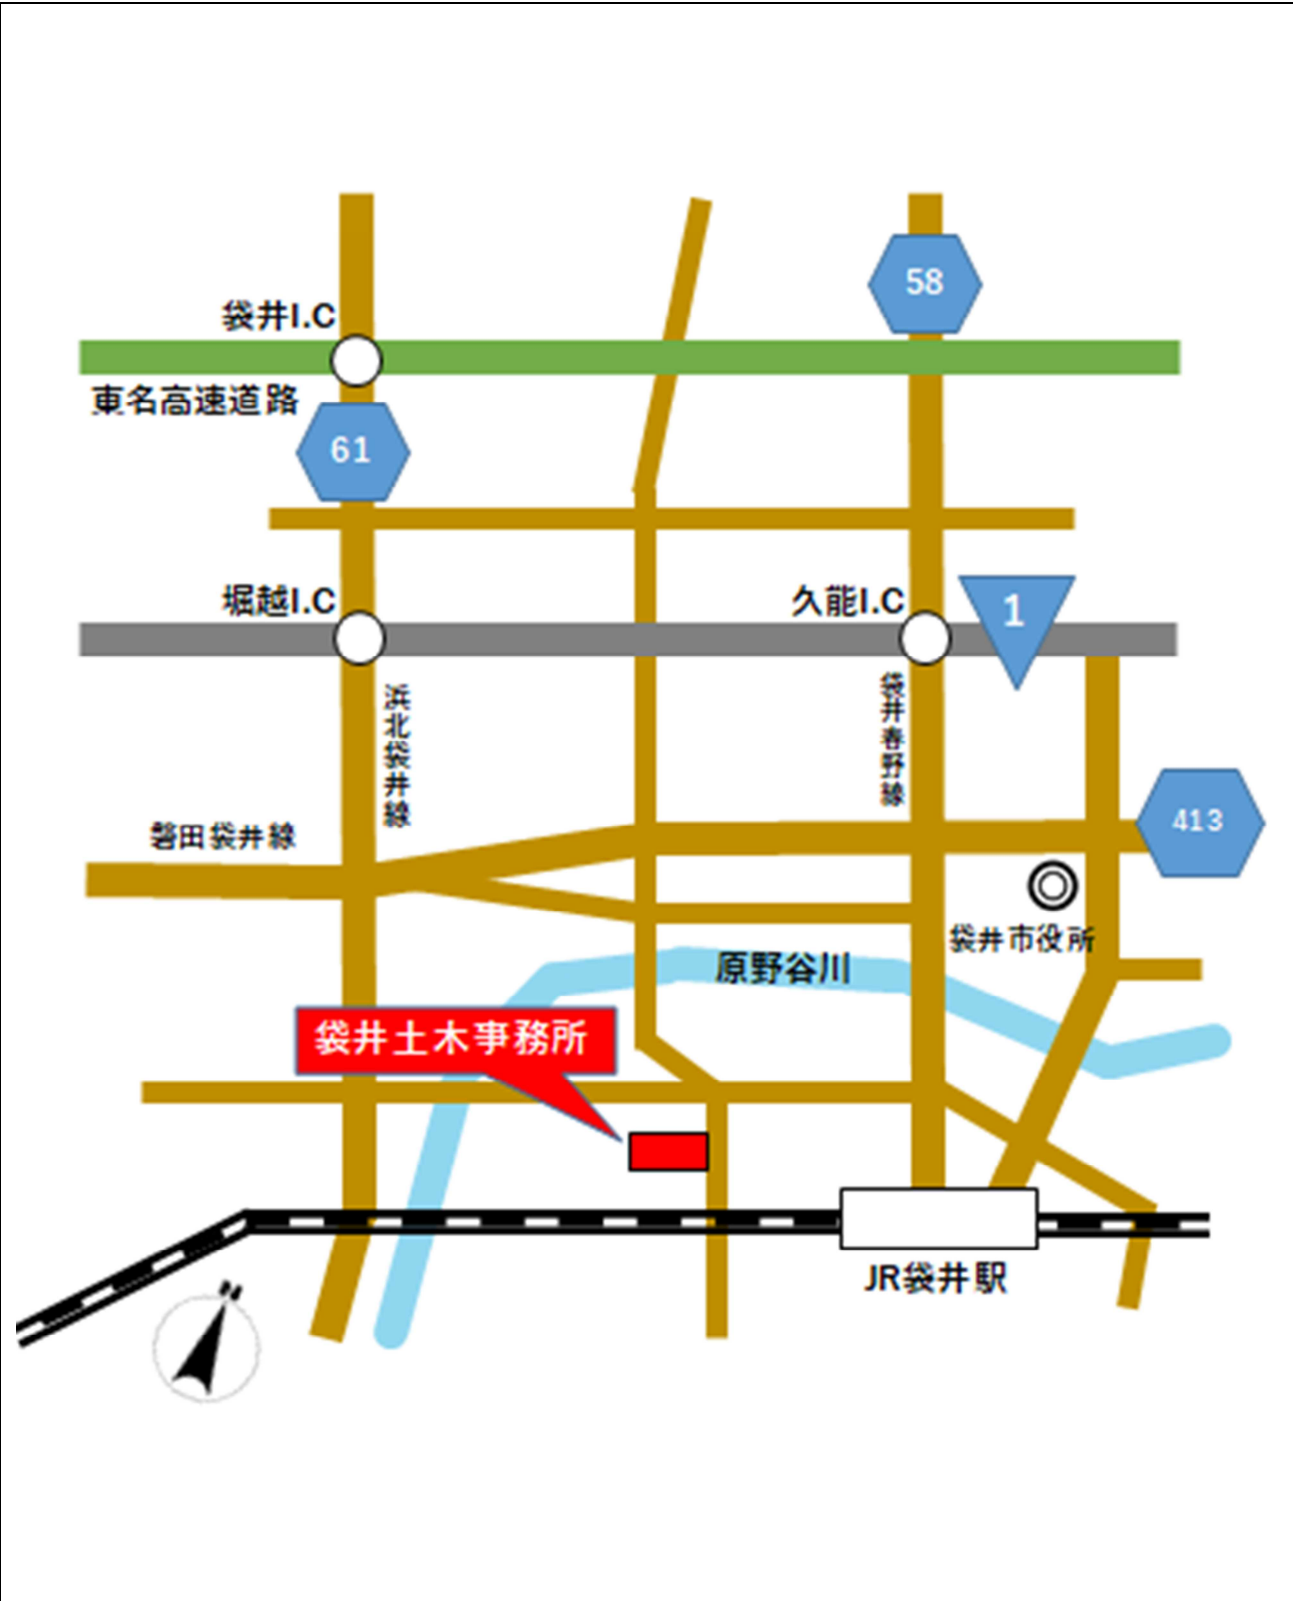 58
袋井I.C
東名高速道路
61
堀越I.C
久能I.C
1
浜北袋井線
袋井春野線
413
磐田袋井線
袋井市役所
原野谷川
袋井土木事務所
JR袋井駅